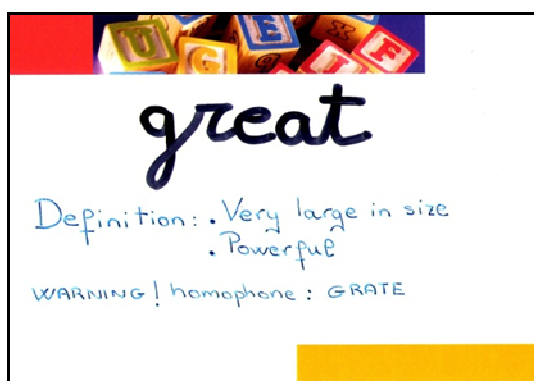 U E X F
G I
great
Definition: . Very large in size
. Powerful
WARNING! homophone: GRATE